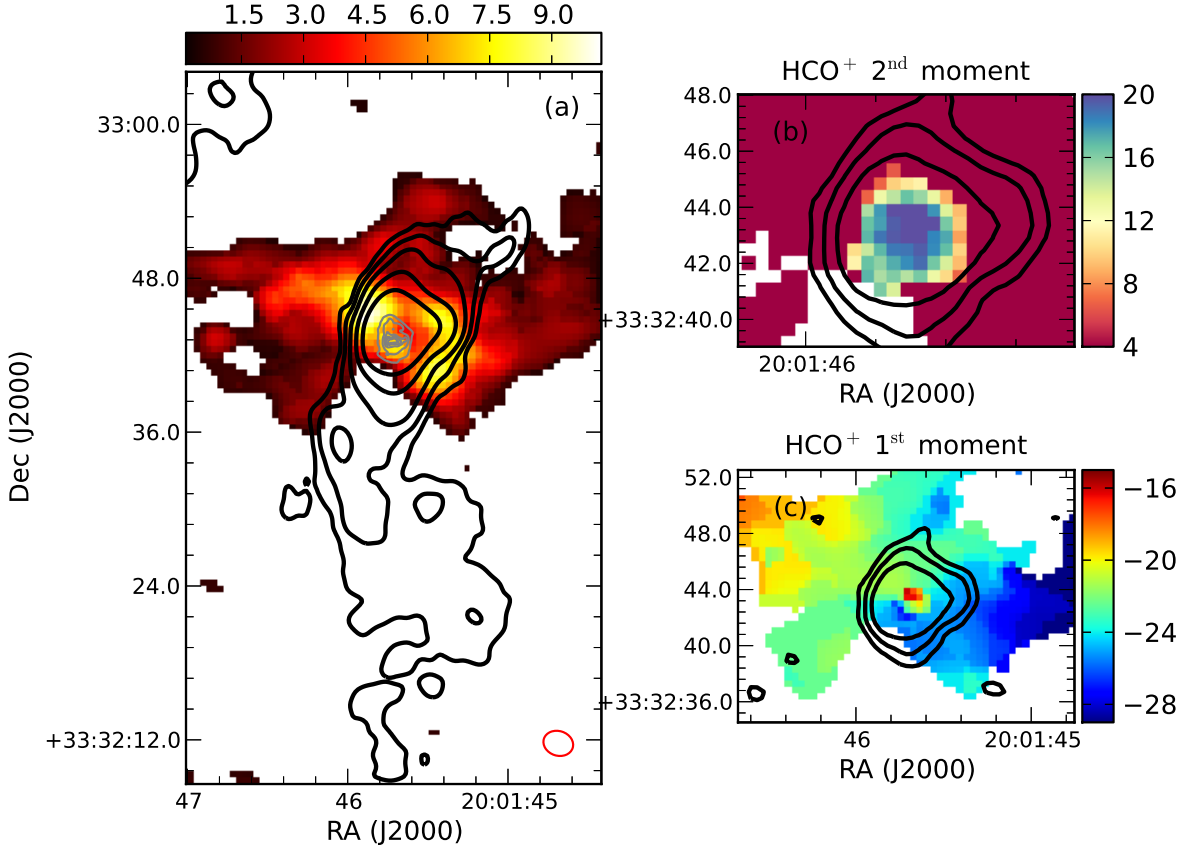 1.5 3.0 4.5 6.0 7.5 9.0
(a)
33:00.0
48.0
36.0
24.0
+33:32:12.0
Dec (J2000)
47 46 20:01:45
RA (J2000)
HCO⁺ 2ⁿᵈ moment
(b)
48.0
46.0
44.0
42.0
+33:32:40.0
20:01:46
RA (J2000)
20
16
12
8
4
HCO⁺ 1ˢᵗ moment
(c)
52.0
48.0
44.0
40.0
+33:32:36.0
46 20:01:45
RA (J2000)
−16
−20
−24
−28